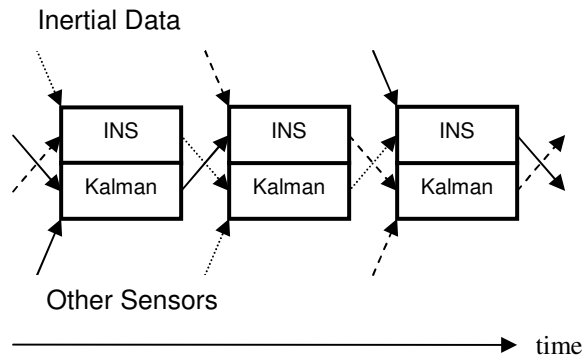 Inertial Data
INS
INS
INS
Kalman
Kalman
Kalman
Other Sensors
time